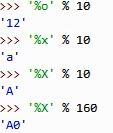 >>> '%o' % 10
'12'
>>> '%x' % 10
'a'
>>> '%X' % 10
'A'
>>> '%X' % 160
'A0'